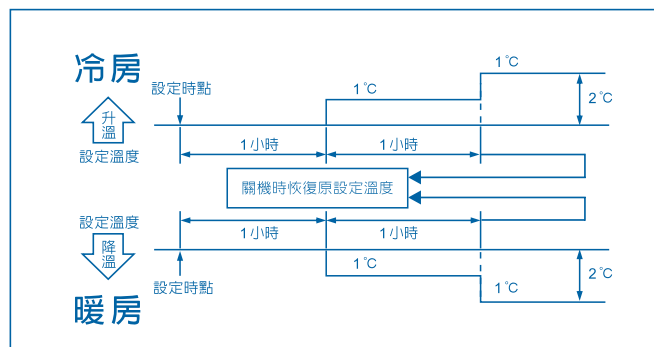 冷房
升溫
設定溫度
設定時點
1℃
1℃
2℃
1小時
1小時
關機時恢復原設定溫度
設定溫度
降溫
暖房
1小時
1小時
設定時點
1℃
1℃
2℃